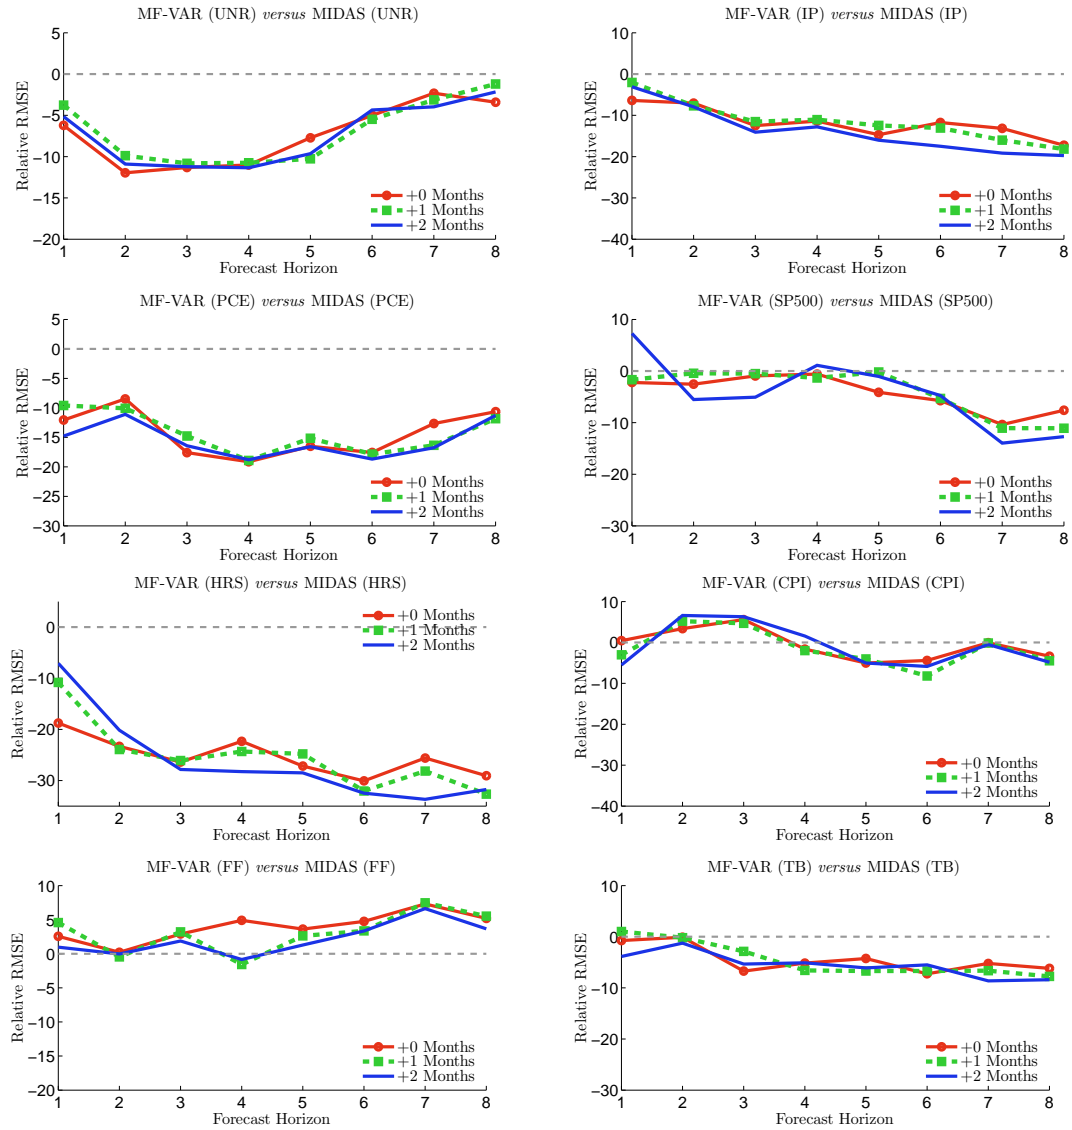 MF-VAR (UNR) versus MIDAS (UNR)
Relative RMSE
5
0
−5
−10
−15
−20
+0 Months
+1 Months
+2 Months
1 2 3 4 5 6 7 8
Forecast Horizon
MF-VAR (IP) versus MIDAS (IP)
Relative RMSE
10
0
−10
−20
−30
−40
+0 Months
+1 Months
+2 Months
1 2 3 4 5 6 7 8
Forecast Horizon
MF-VAR (PCE) versus MIDAS (PCE)
Relative RMSE
5
0
−5
−10
−15
−20
−25
−30
+0 Months
+1 Months
+2 Months
1 2 3 4 5 6 7 8
Forecast Horizon
MF-VAR (SP500) versus MIDAS (SP500)
Relative RMSE
10
0
−10
−20
−30
+0 Months
+1 Months
+2 Months
1 2 3 4 5 6 7 8
Forecast Horizon
MF-VAR (HRS) versus MIDAS (HRS)
Relative RMSE
0
−10
−20
−30
+0 Months
+1 Months
+2 Months
1 2 3 4 5 6 7 8
Forecast Horizon
MF-VAR (CPI) versus MIDAS (CPI)
Relative RMSE
10
0
−10
−20
−30
−40
+0 Months
+1 Months
+2 Months
1 2 3 4 5 6 7 8
Forecast Horizon
MF-VAR (FF) versus MIDAS (FF)
Relative RMSE
10
5
0
−5
−10
−15
−20
+0 Months
+1 Months
+2 Months
1 2 3 4 5 6 7 8
Forecast Horizon
MF-VAR (TB) versus MIDAS (TB)
Relative RMSE
10
0
−10
−20
−30
+0 Months
+1 Months
+2 Months
1 2 3 4 5 6 7 8
Forecast Horizon